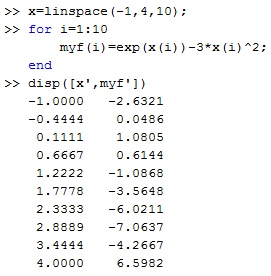 >> x=linspace(-1,4,10);
>> for i=1:10
myf(i)=exp(x(i))-3*x(i)^2;
end
>> disp([x',myf'])
-1.0000 -2.6321
-0.4444 0.0486
0.1111 1.0805
0.6667 0.6144
1.2222 -1.0868
1.7778 -3.5648
2.3333 -6.0211
2.8889 -7.0637
3.4444 -4.2667
4.0000 6.5982